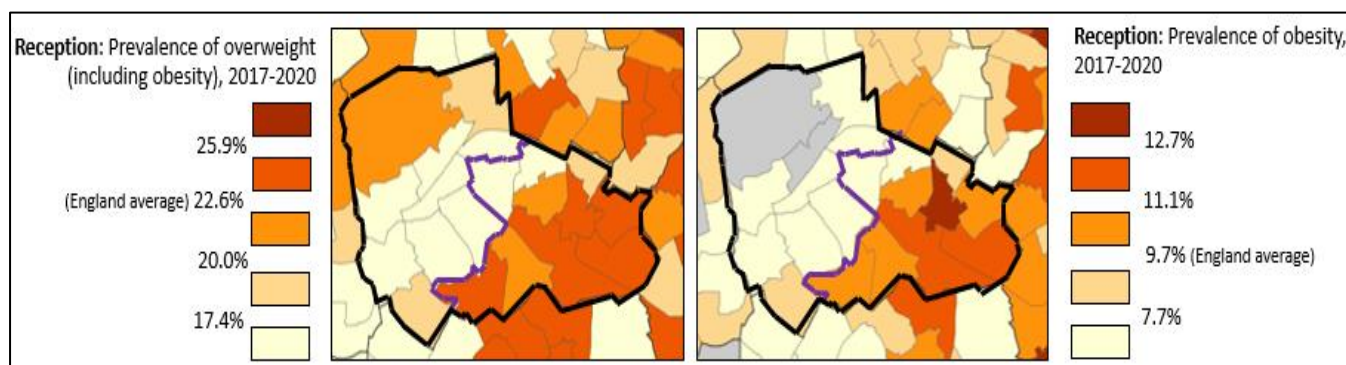 Reception: Prevalence of overweight
(including obesity), 2017-2020
25.9%
(England average) 22.6%
20.0%
17.4%
Reception: Prevalence of obesity,
2017-2020
12.7%
11.1%
9.7% (England average)
7.7%